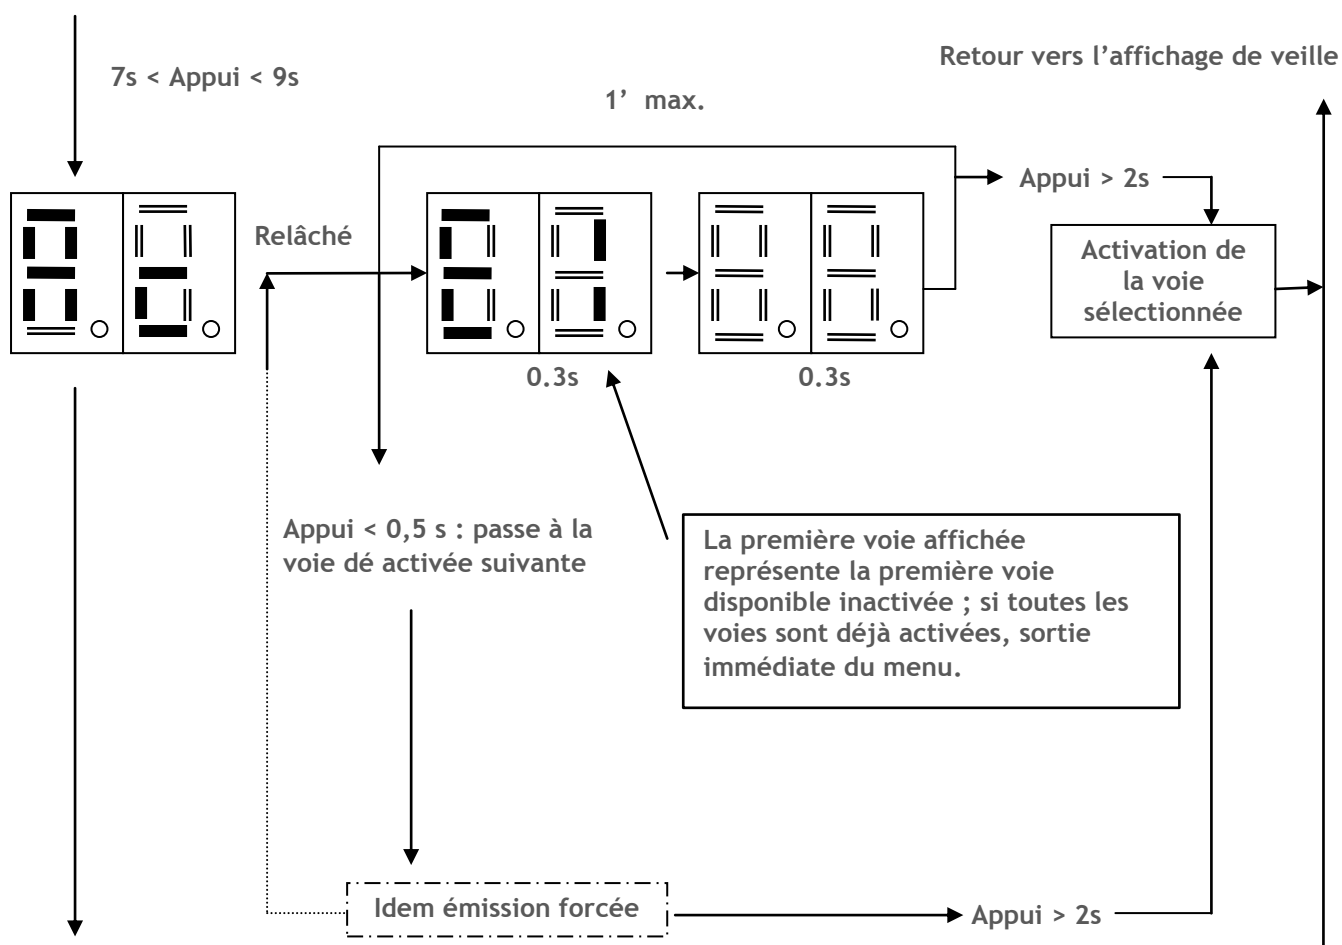 Retour vers l’affichage de veille
7s < Appui < 9s
1’ max.
Appui > 2s
Relâché
Activation de
la voie
sélectionnée
0.3s
0.3s
Appui < 0,5 s : passe à la
voie dé activée suivante
La première voie affichée
représente la première voie
disponible inactivée ; si toutes les
voies sont déjà activées, sortie
immédiate du menu.
Idem émission forcée
Appui > 2s